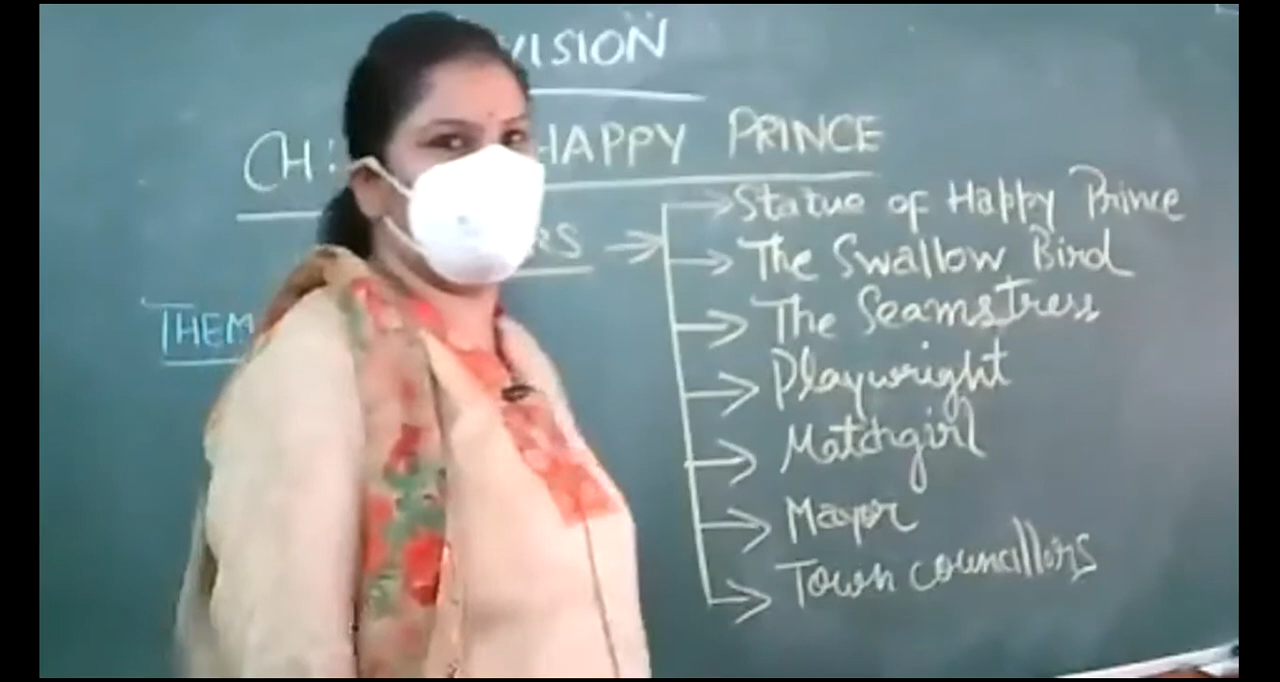 VISION
CH: HAPPY PRINCE
RS → → Statue of Happy Prince
→ The Swallow Bird
THEM → The Seamstress
→ Playwright
→ Matchgirl
→ Mayor
→ Town councillors